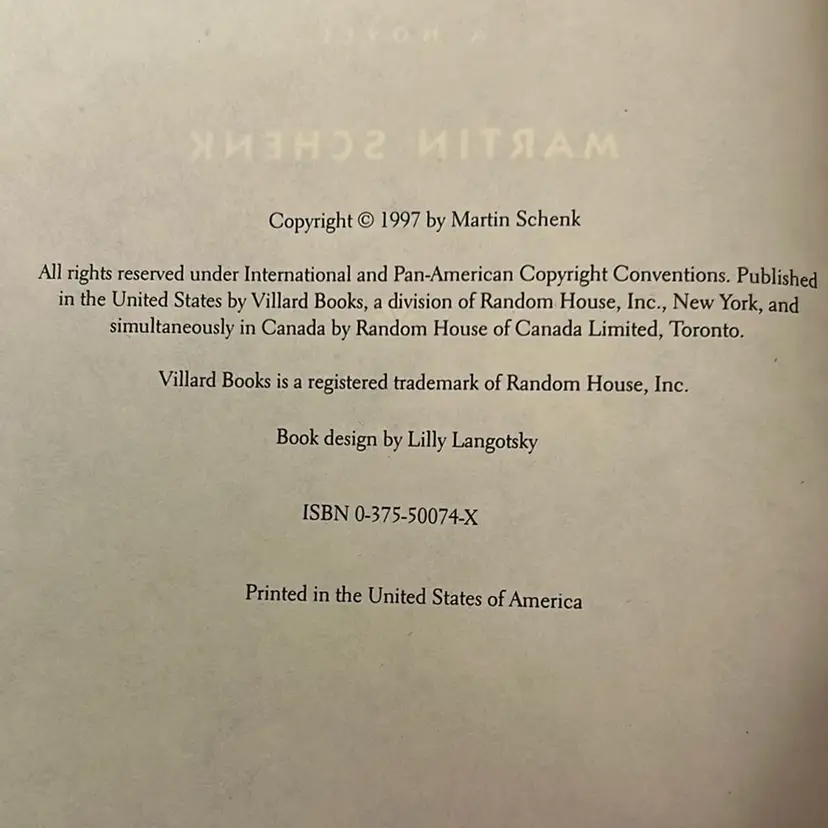 A NOVEL
MARTIN SCHENK
Copyright © 1997 by Martin Schenk
All rights reserved under International and Pan-American Copyright Conventions. Published
in the United States by Villard Books, a division of Random House, Inc., New York, and
simultaneously in Canada by Random House of Canada Limited, Toronto.
Villard Books is a registered trademark of Random House, Inc.
Book design by Lilly Langotsky
ISBN 0-375-50074-X
Printed in the United States of America